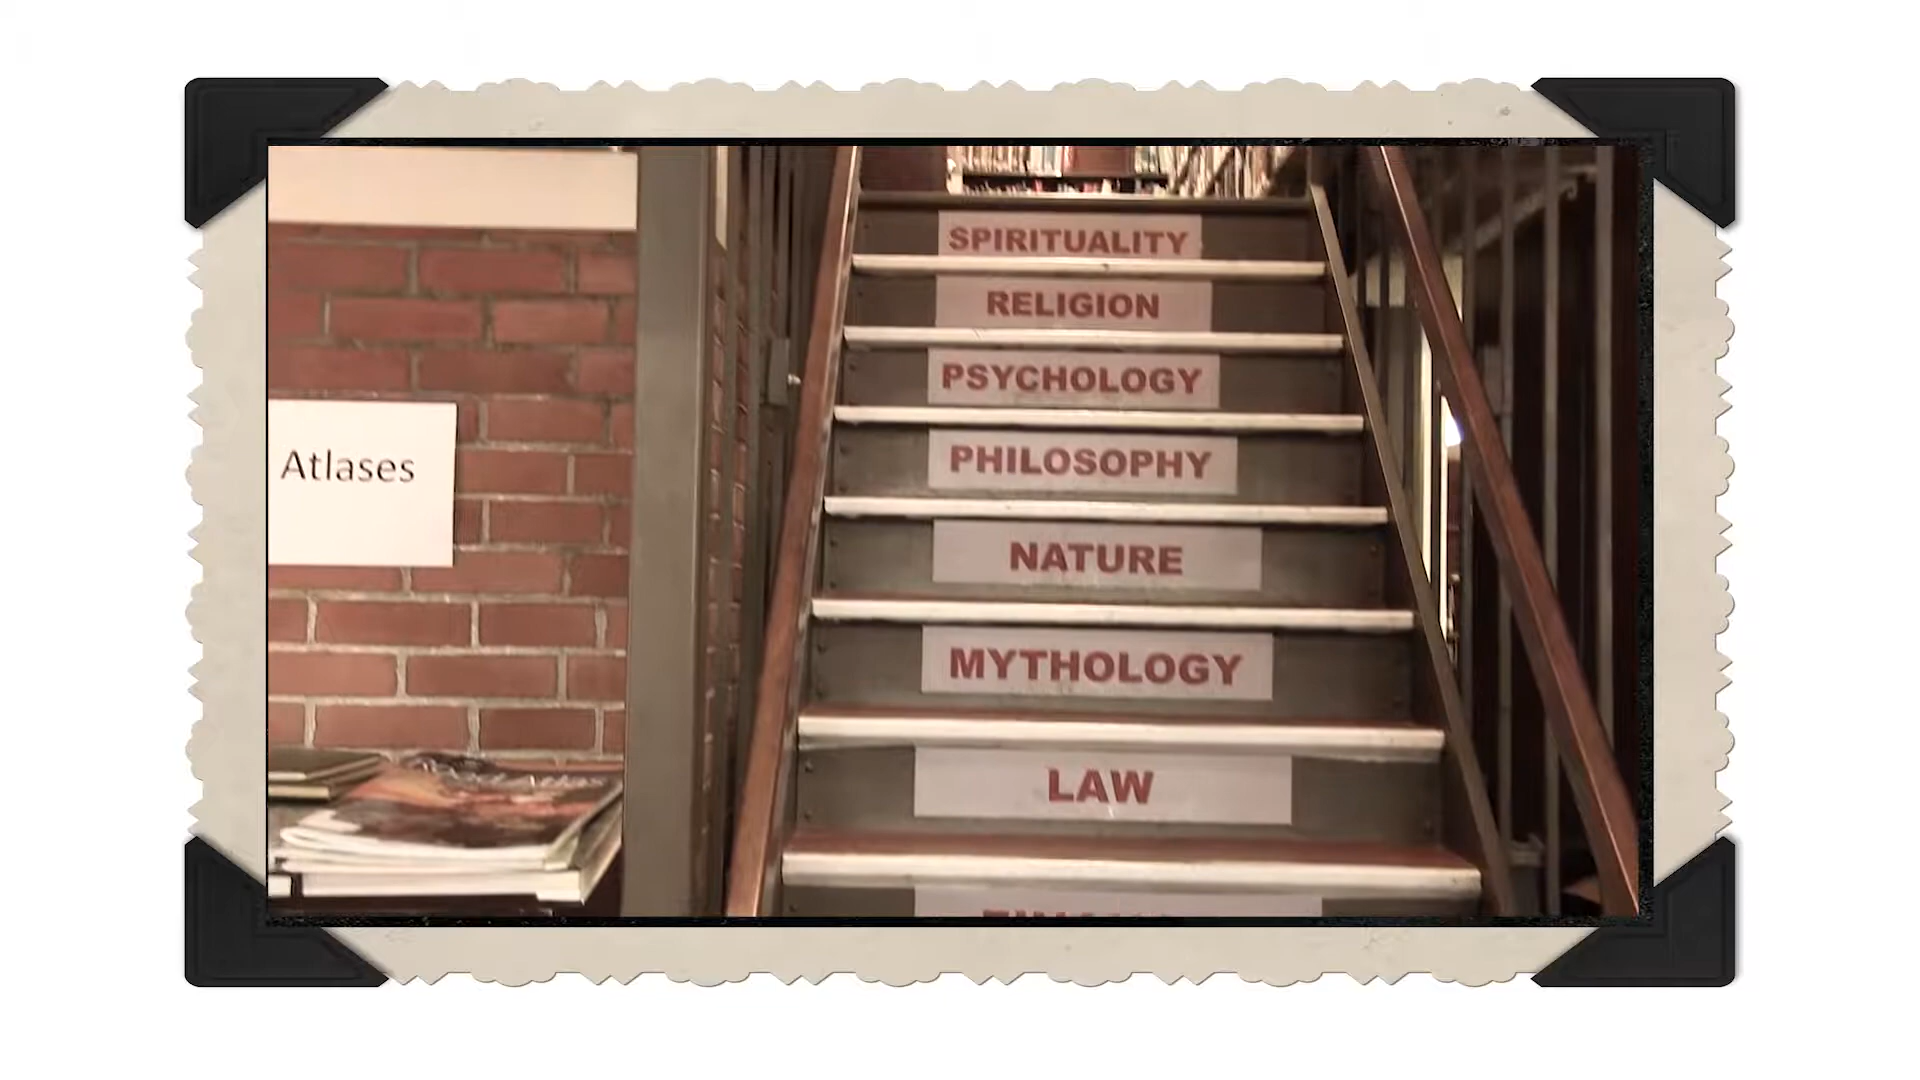 SPIRITUALITY
RELIGION
PSYCHOLOGY
PHILOSOPHY
NATURE
MYTHOLOGY
LAW
Atlases